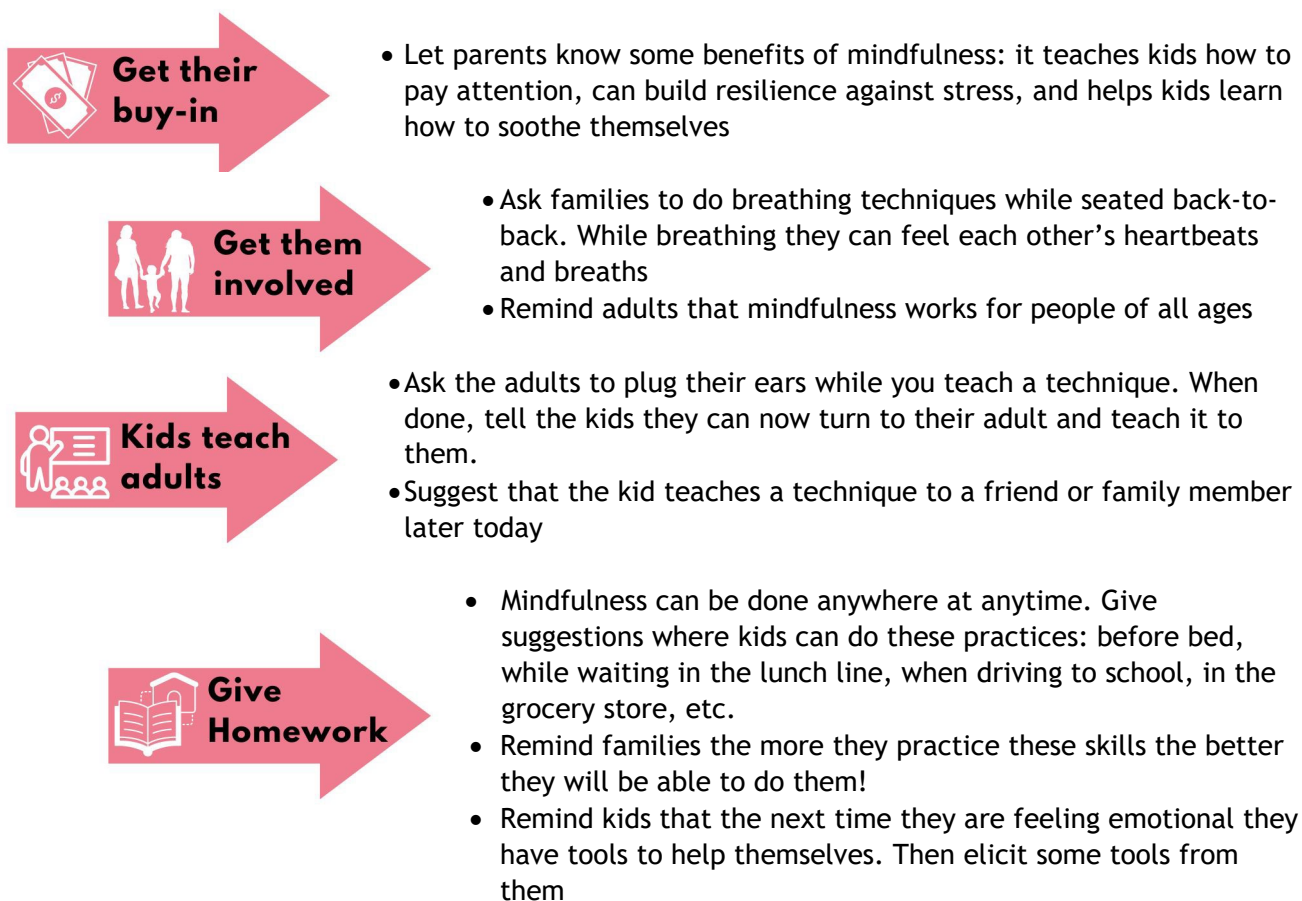 Get their
buy-in
• Let parents know some benefits of mindfulness: it teaches kids how to
pay attention, can build resilience against stress, and helps kids learn
how to soothe themselves
Get them
involved
• Ask families to do breathing techniques while seated back-to-
back. While breathing they can feel each other’s heartbeats
and breaths
• Remind adults that mindfulness works for people of all ages
Kids teach
adults
• Ask the adults to plug their ears while you teach a technique. When
done, tell the kids they can now turn to their adult and teach it to
them.
• Suggest that the kid teaches a technique to a friend or family member
later today
Give
Homework
• Mindfulness can be done anywhere at anytime. Give
suggestions where kids can do these practices: before bed,
while waiting in the lunch line, when driving to school, in the
grocery store, etc.
• Remind families the more they practice these skills the better
they will be able to do them!
• Remind kids that the next time they are feeling emotional they
have tools to help themselves. Then elicit some tools from
them